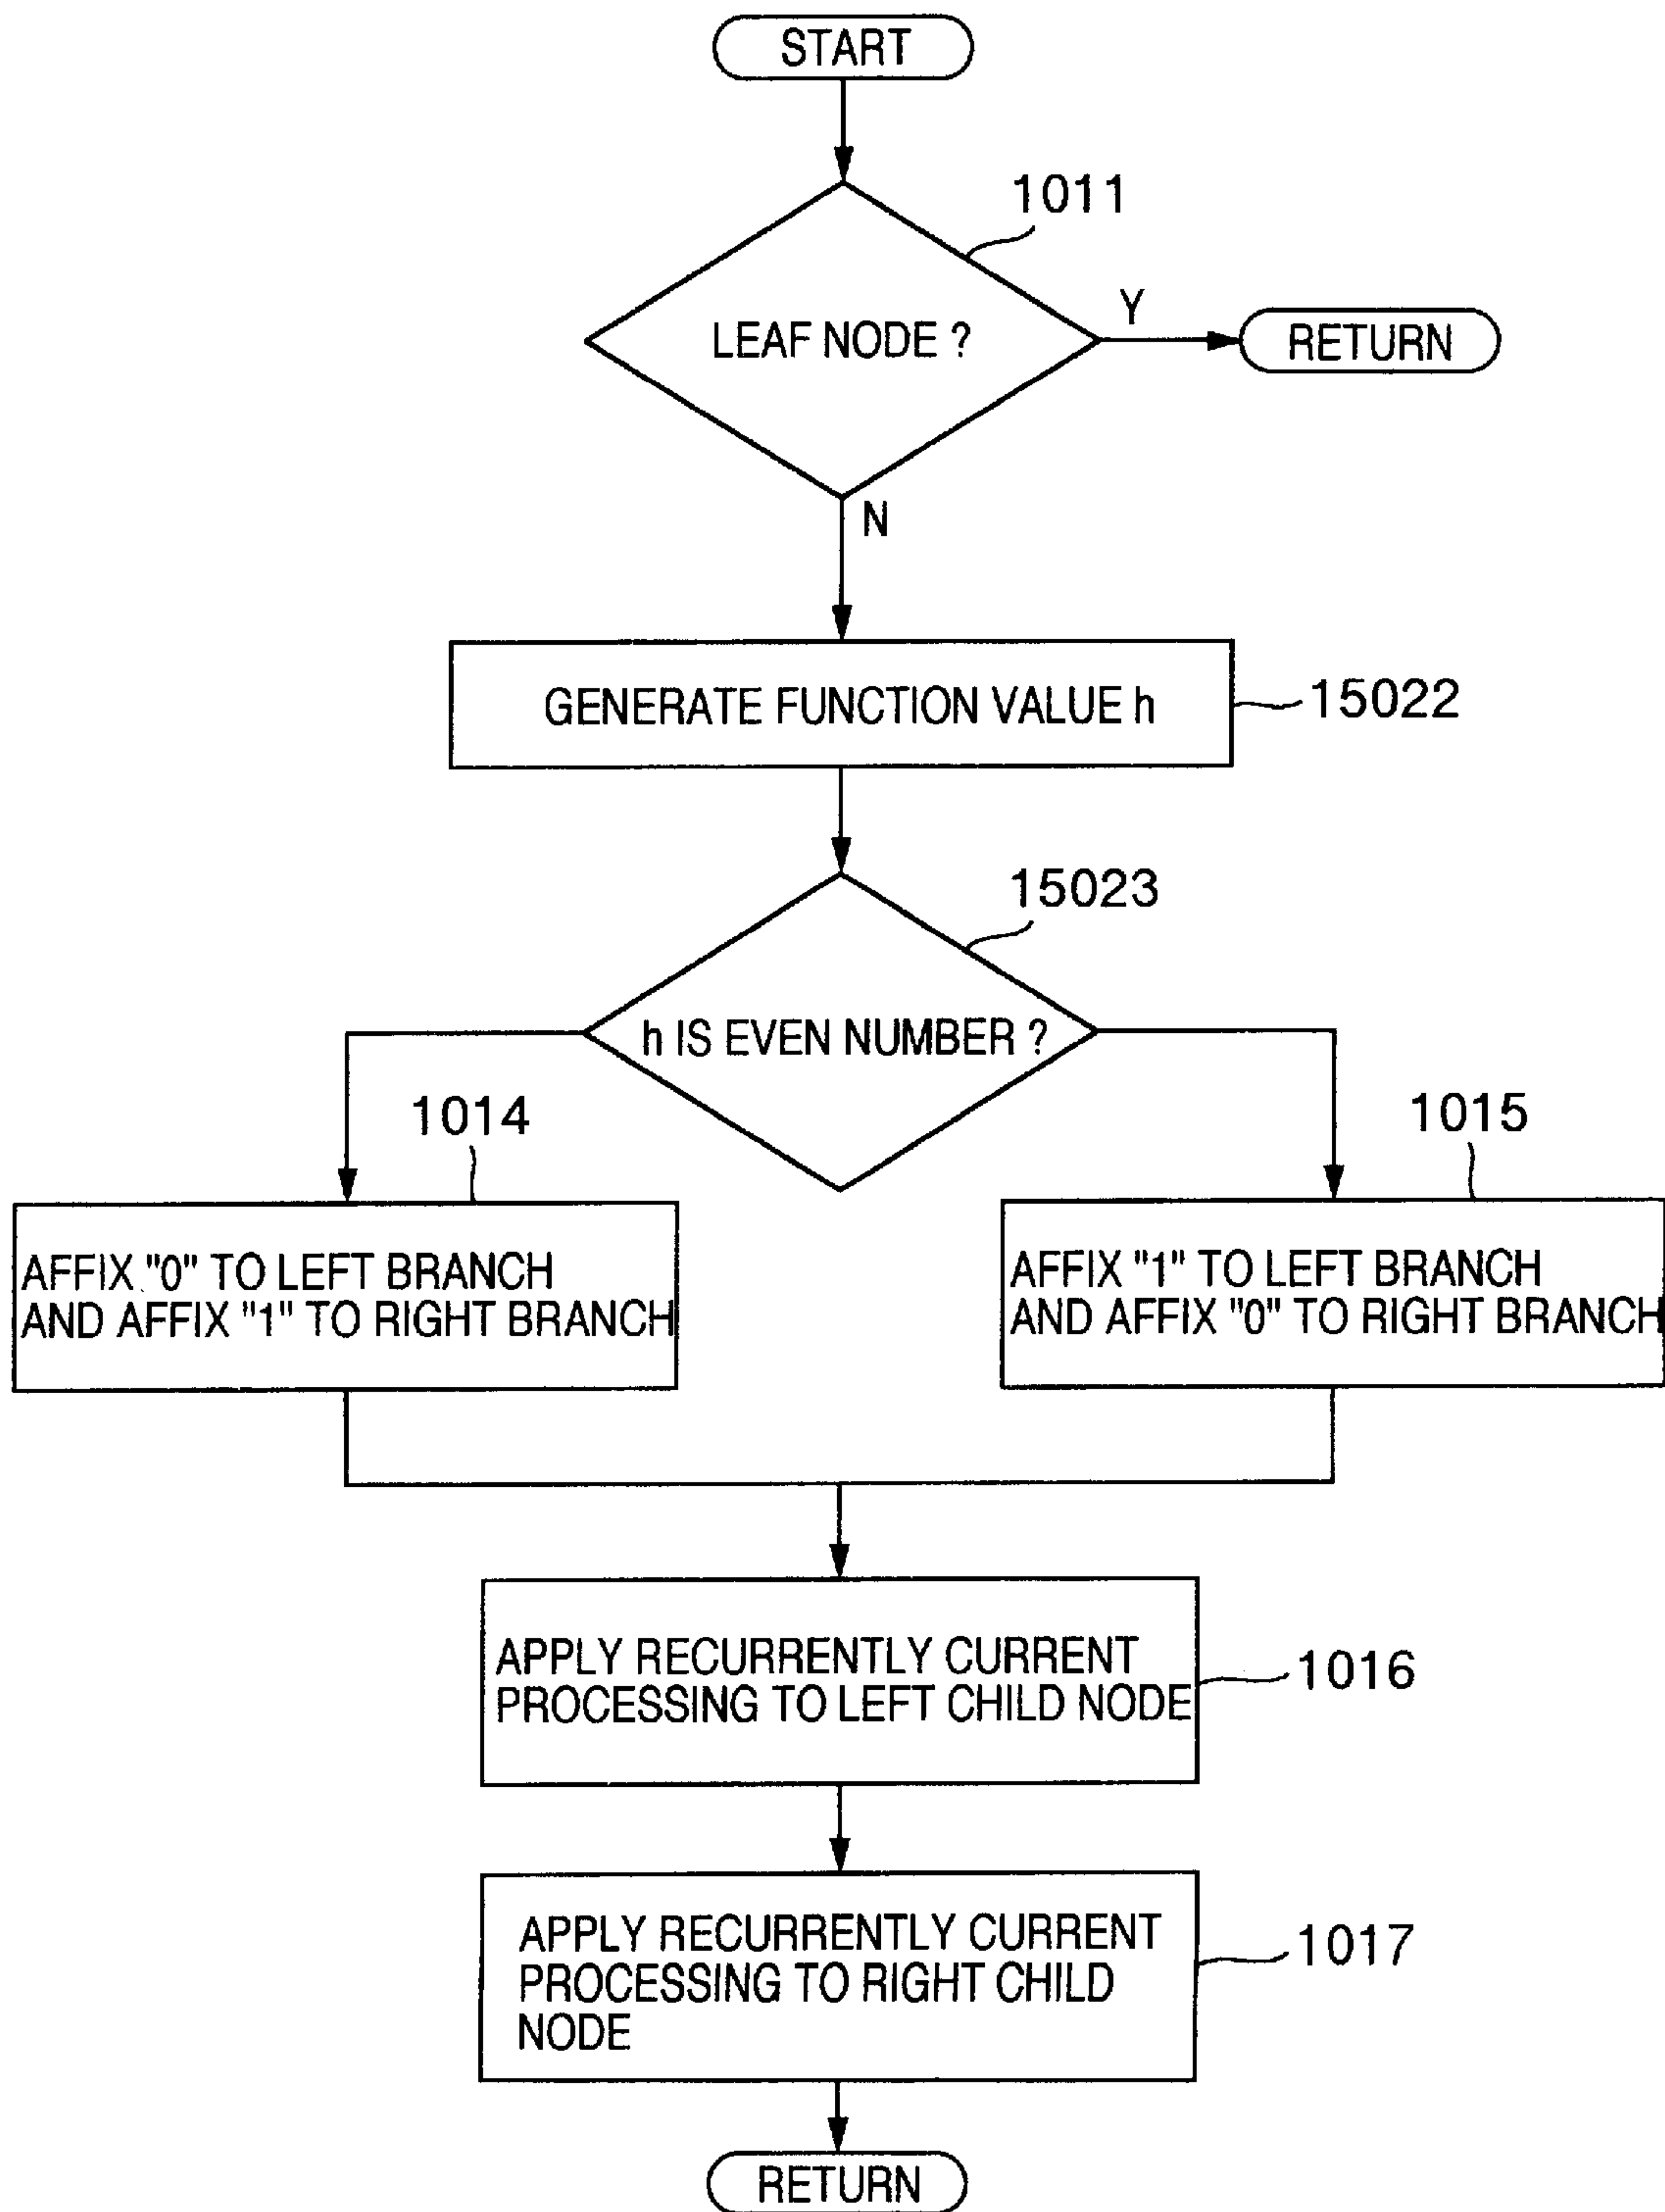 START
1011
LEAF NODE ?
Y
RETURN
N
GENERATE FUNCTION VALUE h
15022
15023
h IS EVEN NUMBER ?
1014
1015
AFFIX "0" TO LEFT BRANCH
AND AFFIX "1" TO RIGHT BRANCH
AFFIX "1" TO LEFT BRANCH
AND AFFIX "0" TO RIGHT BRANCH
APPLY RECURRENTLY CURRENT
PROCESSING TO LEFT CHILD NODE
1016
APPLY RECURRENTLY CURRENT
PROCESSING TO RIGHT CHILD
NODE
1017
RETURN